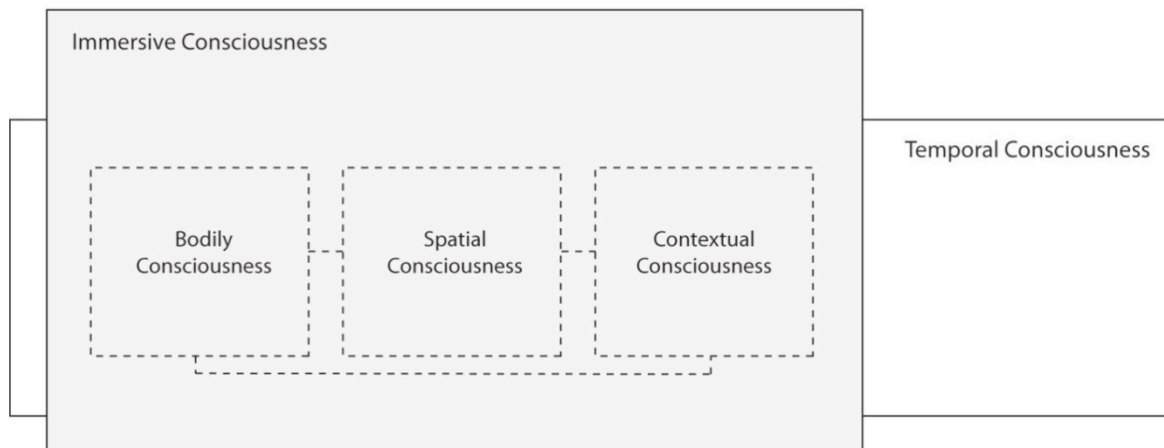 Immersive Consciousness
Temporal Consciousness
Bodily
Consciousness
Spatial
Consciousness
Contextual
Consciousness